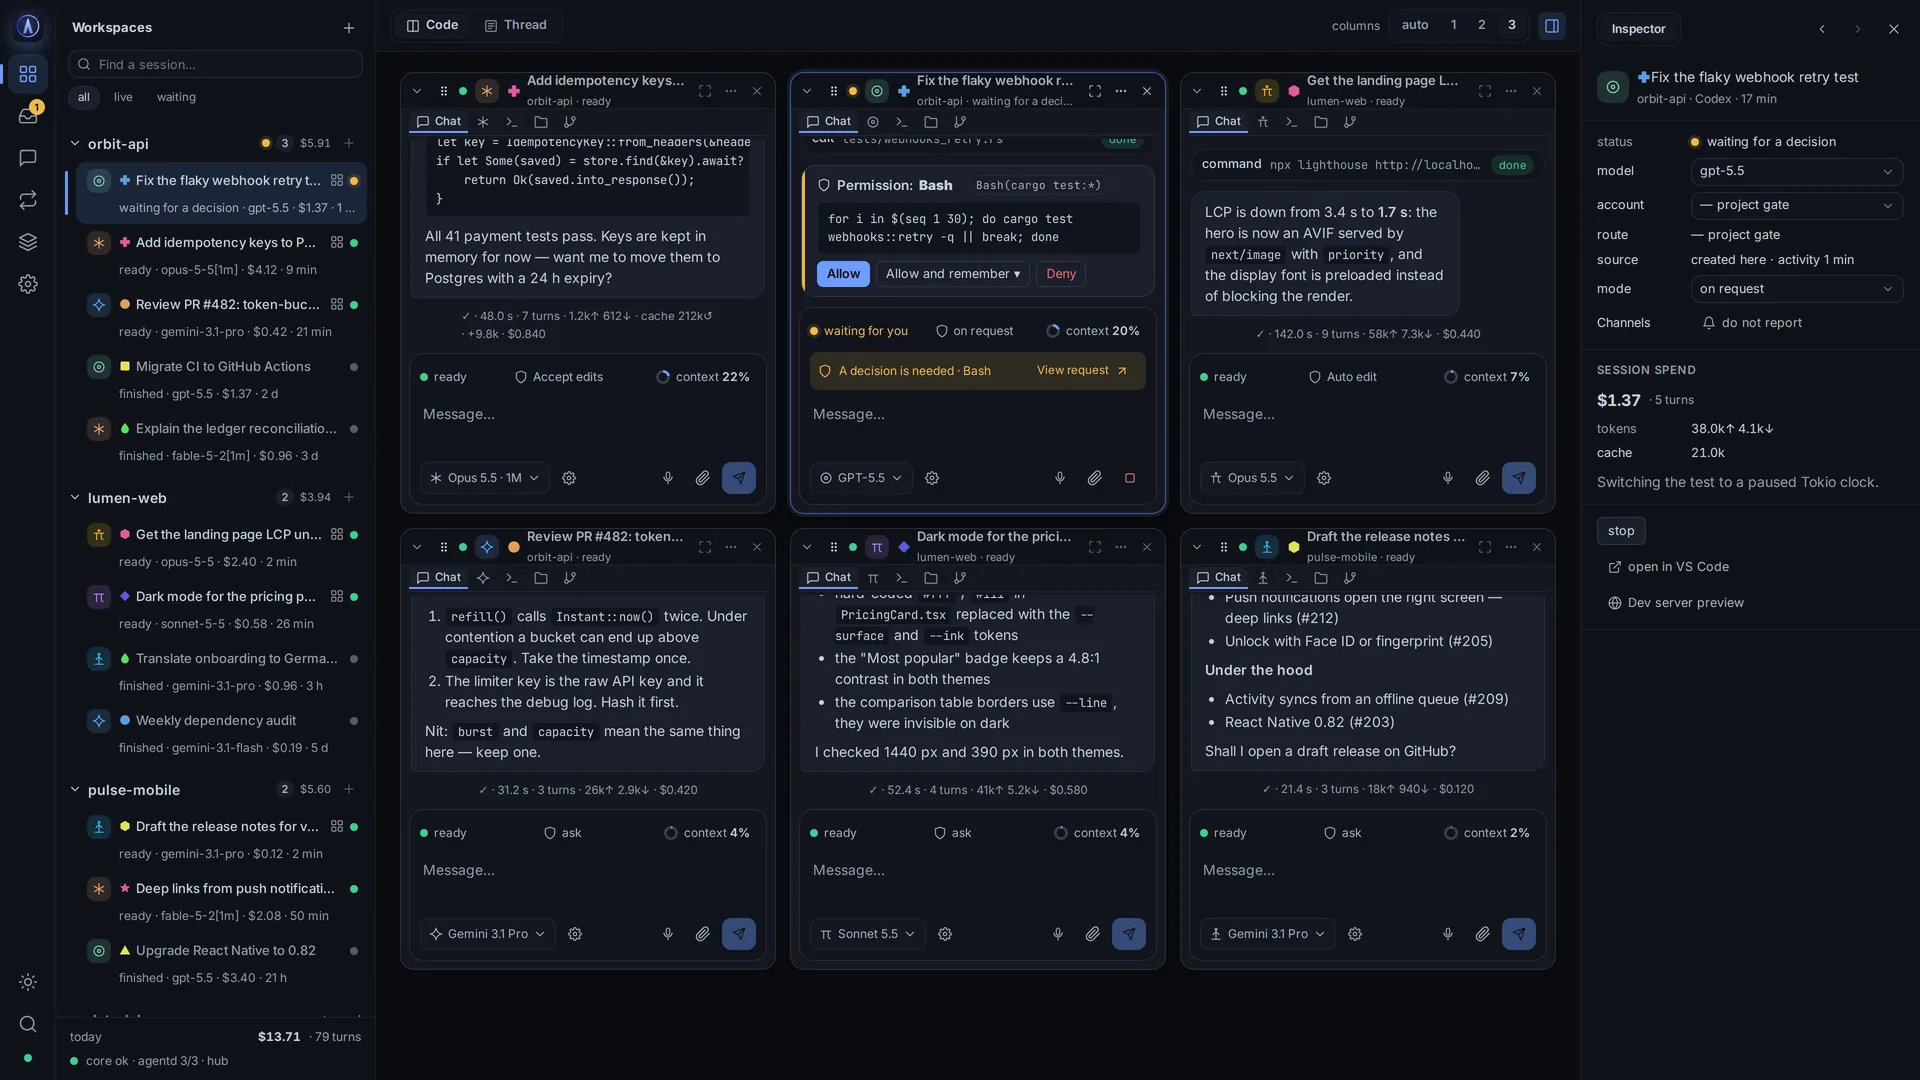 Workspaces
Find a session...
all
live
waiting
1
orbit-api
3
$5.91
Fix the flaky webhook retry t...
waiting for a decision · gpt-5.5 · $1.37 · 1 ...
Add idempotency keys to P...
ready · opus-5-5[1m] · $4.12 · 9 min
Review PR #482: token-buc...
ready · gemini-3.1-pro · $0.42 · 21 min
Migrate CI to GitHub Actions
finished · gpt-5.5 · $1.37 · 2 d
Explain the ledger reconciliatio...
finished · fable-5-2[1m] · $0.96 · 3 d
lumen-web
2
$3.94
Get the landing page LCP un...
ready · opus-5-5 · $2.40 · 2 min
Dark mode for the pricing p...
ready · sonnet-5-5 · $0.58 · 26 min
Translate onboarding to Germa...
finished · gemini-3.1-pro · $0.96 · 3 h
Weekly dependency audit
finished · gemini-3.1-flash · $0.19 · 5 d
pulse-mobile
2
$5.60
Draft the release notes for v...
ready · gemini-3.1-pro · $0.12 · 2 min
Deep links from push notificati...
ready · fable-5-2[1m] · $2.08 · 50 min
Upgrade React Native to 0.82
finished · gpt-5.5 · $3.40 · 21 h
today
$13.71 · 79 turns
core ok · agentd 3/3 · hub
Code
Thread
columns
auto
1
2
3
Add idempotency keys...
orbit-api · ready
Chat
let key = IdempotencyKey::from_headers(&heade
if let Some(saved) = store.find(&key).await?
return Ok(saved.into_response());
}
All 41 payment tests pass. Keys are kept in
memory for now — want me to move them to
Postgres with a 24 h expiry?
✓ · 48.0 s · 7 turns · 1.2k↑ 612↓ · cache 212k↺
· +9.8k · $0.840
ready
Accept edits
context 22%
Message...
Opus 5.5 · 1M
Fix the flaky webhook r...
orbit-api · waiting for a deci...
Chat
edit tests/webhooks_retry.rs
done
Permission: Bash
Bash(cargo test:*)
for i in $(seq 1 30); do cargo test
webhooks::retry -q || break; done
Allow
Allow and remember ▾
Deny
waiting for you
on request
context 20%
A decision is needed · Bash
View request
Message...
GPT-5.5
Get the landing page L...
lumen-web · ready
Chat
command npx lighthouse http://localho...
done
LCP is down from 3.4 s to 1.7 s: the
hero is now an AVIF served by
next/image with priority, and
the display font is preloaded instead
of blocking the render.
✓ · 142.0 s · 9 turns · 58k↑ 7.3k↓ · $0.440
ready
Auto edit
context 7%
Message...
Opus 5.5
Review PR #482: token...
orbit-api · ready
Chat
1. refill() calls Instant::now() twice. Under
contention a bucket can end up above
capacity. Take the timestamp once.
2. The limiter key is the raw API key and it
reaches the debug log. Hash it first.
Nit: burst and capacity mean the same thing
here — keep one.
✓ · 31.2 s · 3 turns · 26k↑ 2.9k↓ · $0.420
ready
ask
context 4%
Message...
Gemini 3.1 Pro
Dark mode for the prici...
lumen-web · ready
Chat
hard-coded #fff / #111 in
PricingCard.tsx replaced with the --
surface and --ink tokens
the "Most popular" badge keeps a 4.8:1
contrast in both themes
the comparison table borders use --line,
they were invisible on dark
I checked 1440 px and 390 px in both themes.
✓ · 52.4 s · 4 turns · 41k↑ 5.2k↓ · $0.580
ready
ask
context 4%
Message...
Sonnet 5.5
Draft the release notes ...
pulse-mobile · ready
Chat
Push notifications open the right screen —
deep links (#212)
Unlock with Face ID or fingerprint (#205)
Under the hood
Activity syncs from an offline queue (#209)
React Native 0.82 (#203)
Shall I open a draft release on GitHub?
✓ · 21.4 s · 3 turns · 18k↑ 940↓ · $0.120
ready
ask
context 2%
Message...
Gemini 3.1 Pro
Inspector
Fix the flaky webhook retry test
orbit-api · Codex · 17 min
status
waiting for a decision
model
gpt-5.5
account
— project gate
route
— project gate
source
created here · activity 1 min
mode
on request
Channels
do not report
SESSION SPEND
$1.37 · 5 turns
tokens
38.0k↑ 4.1k↓
cache
21.0k
Switching the test to a paused Tokio clock.
stop
open in VS Code
Dev server preview